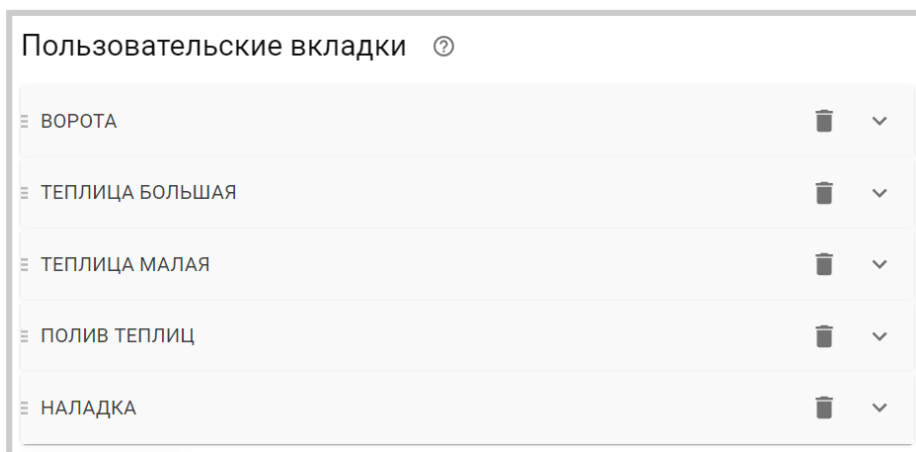 Пользовательские вкладки
ВОРОТА
ТЕПЛИЦА БОЛЬШАЯ
ТЕПЛИЦА МАЛАЯ
ПОЛИВ ТЕПЛИЦ
НАЛАДКА